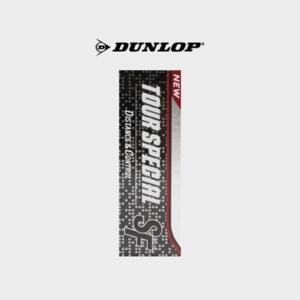 DUNLOP
NEW
TOUR SPECIAL
DISTANCE & CONTROL
SF